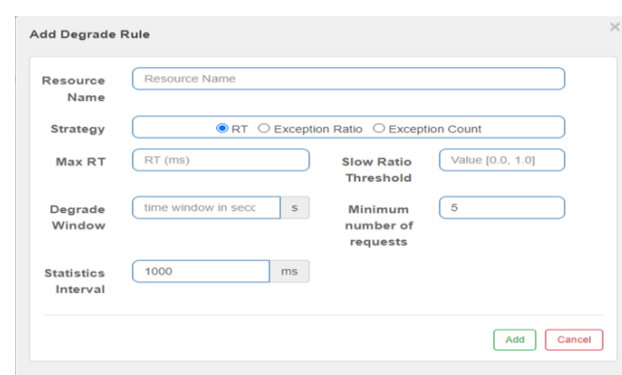 Add Degrade Rule
×
Resource Name
Resource Name
Strategy
RT Exception Ratio Exception Count
Max RT
RT (ms)
Slow Ratio Threshold
Value [0.0, 1.0]
Degrade Window
time window in secc
s
Minimum number of requests
5
Statistics Interval
1000
ms
Add
Cancel